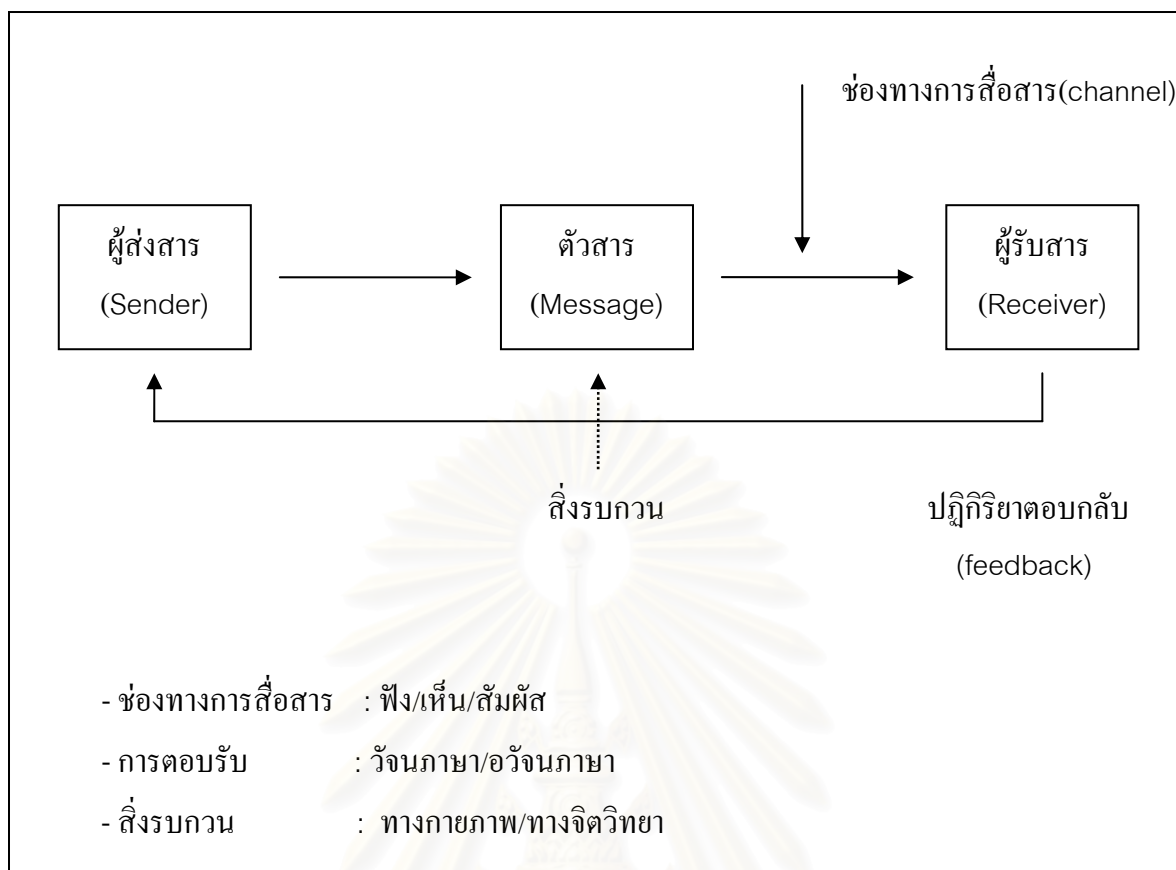 ช่องทางการสื่อสาร(channel)
ผู้ส่งสาร
(Sender)
ตัวสาร
(Message)
ผู้รับสาร
(Receiver)
สิ่งรบกวน
ปฏิกิริยาตอบกลับ
(feedback)
- ช่องทางการสื่อสาร : ฟัง/เห็น/สัมผัส
- การตอบรับ : วัจนภาษา/อวัจนภาษา
- สิ่งรบกวน : ทางกายภาพ/ทางจิตวิทยา